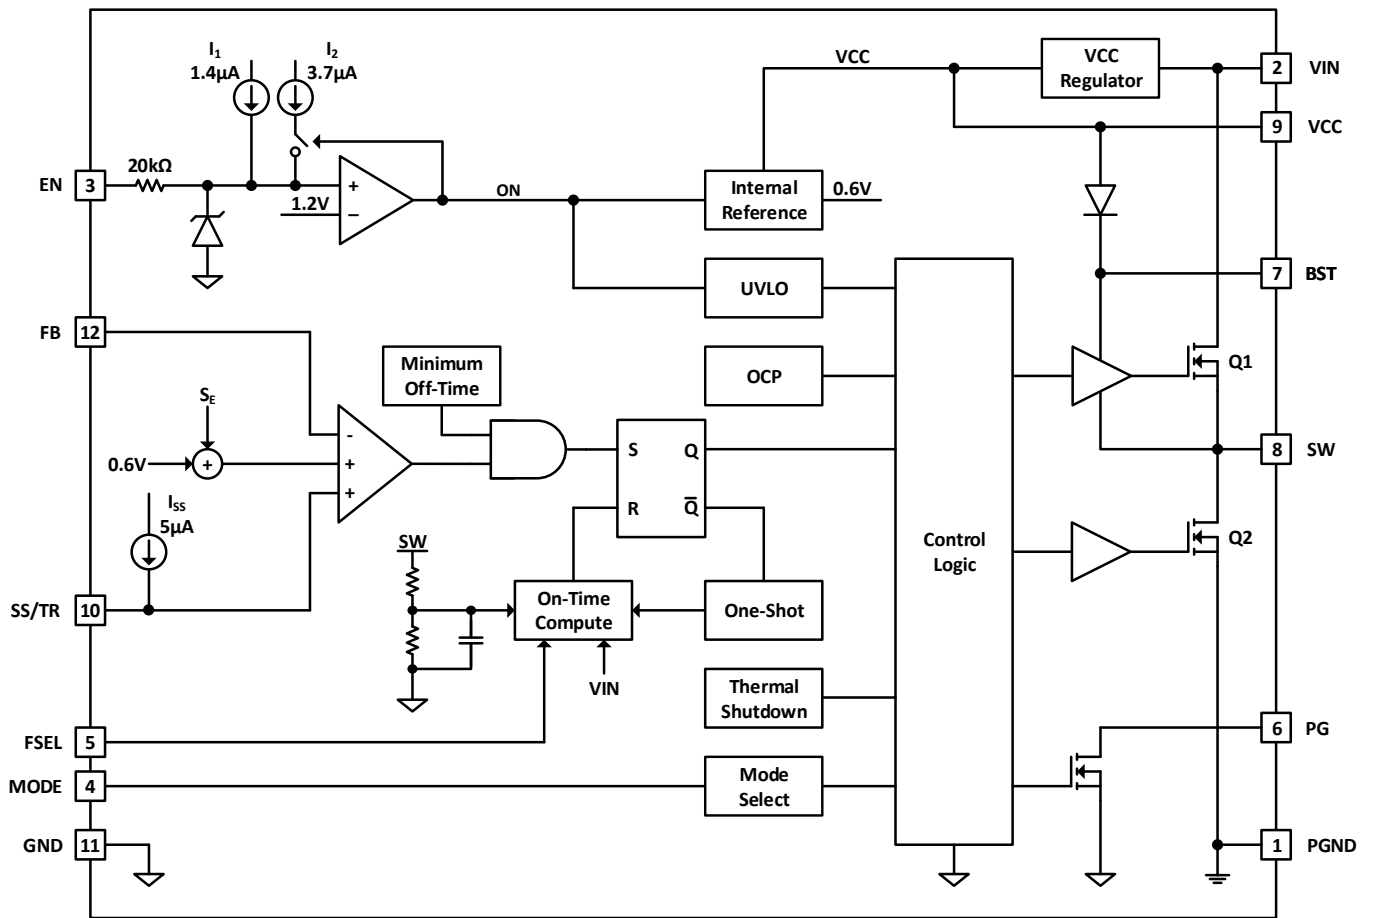 I1
1.4µA
I2
3.7µA
VCC
VCC
Regulator
2
VIN
9
VCC
EN
3
20kΩ
+
1.2V
−
ON
Internal
Reference
0.6V
UVLO
7
BST
FB
12
Minimum
Off-Time
OCP
Q1
SE
0.6V
+
-
+
+
S
Q
R
Q̅
8
SW
ISS
5µA
SW
Control
Logic
Q2
SS/TR
10
On-Time
Compute
One-Shot
VIN
Thermal
Shutdown
FSEL
5
6
PG
MODE
4
Mode
Select
GND
11
1
PGND